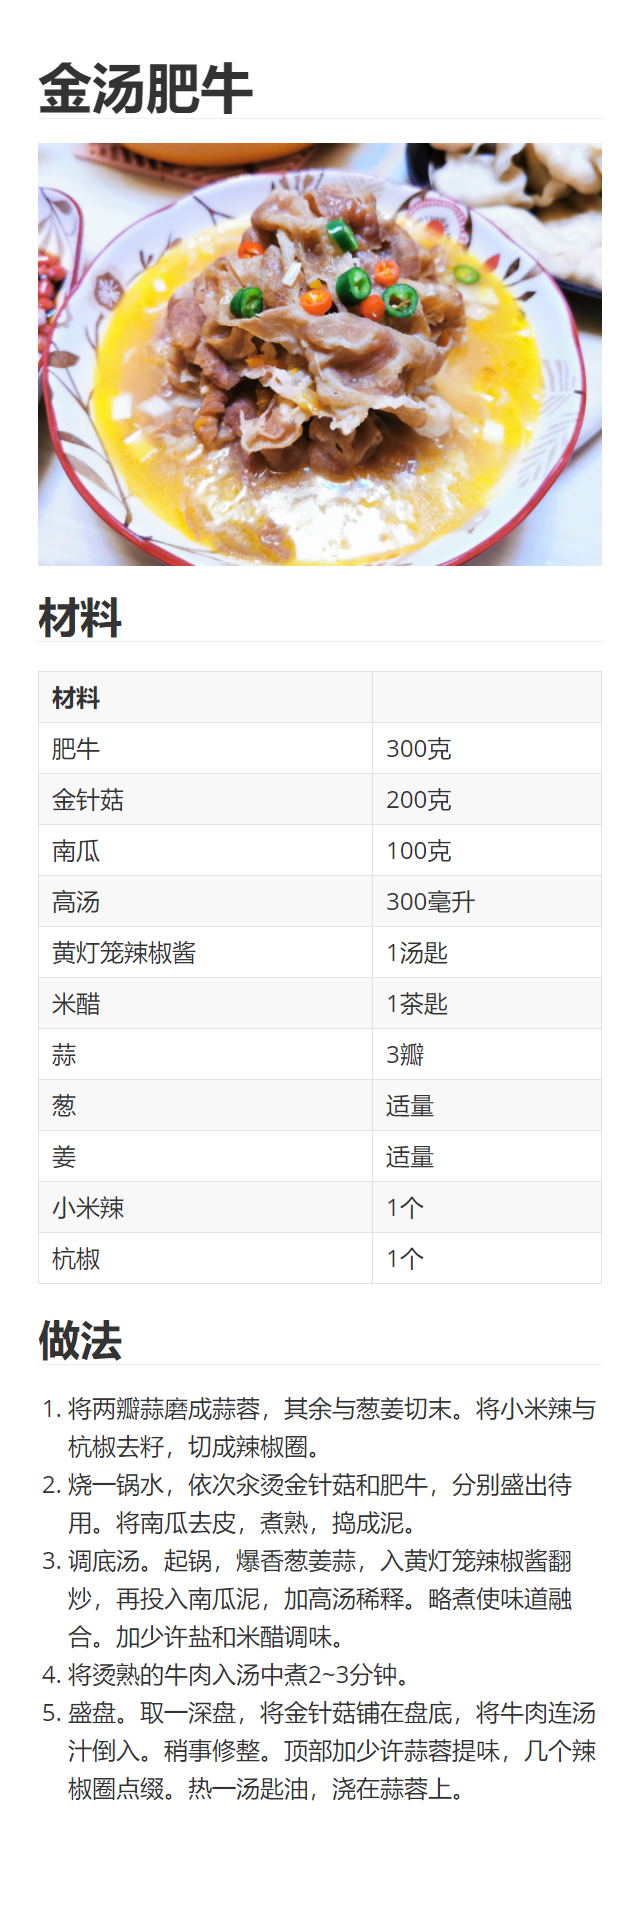 金汤肥牛
材料
材料
肥牛 300克
金针菇 200克
南瓜 100克
高汤 300毫升
黄灯笼辣椒酱 1汤匙
米醋 1茶匙
蒜 3瓣
葱 适量
姜 适量
小米辣 1个
杭椒 1个
做法
1. 将两瓣蒜磨成蒜蓉，其余与葱姜切末。将小米辣与
杭椒去籽，切成辣椒圈。
2. 烧一锅水，依次汆烫金针菇和肥牛，分别盛出待
用。将南瓜去皮，煮熟，捣成泥。
3. 调底汤。起锅，爆香葱姜蒜，入黄灯笼辣椒酱翻
炒，再投入南瓜泥，加高汤稀释。略煮使味道融
合。加少许盐和米醋调味。
4. 将烫熟的牛肉入汤中煮2~3分钟。
5. 盛盘。取一深盘，将金针菇铺在盘底，将牛肉连汤
汁倒入。稍事修整。顶部加少许蒜蓉提味，几个辣
椒圈点缀。热一汤匙油，浇在蒜蓉上。